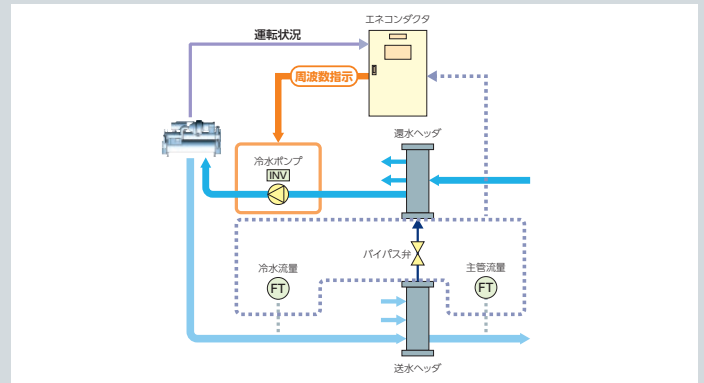 エネコンダクタ
運転状況
周波数指示
還水ヘッダ
冷水ポンプ
INV
バイパス弁
冷水流量
FT
主管流量
FT
送水ヘッダ